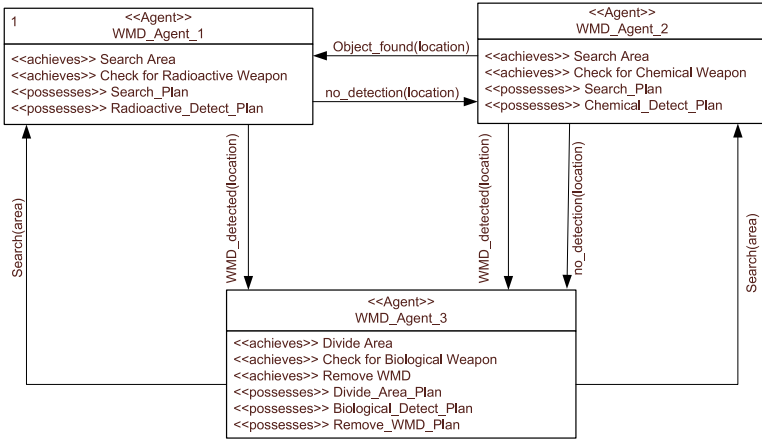 1
<<Agent>>
WMD_Agent_1
<<achieves>> Search Area
<<achieves>> Check for Radioactive Weapon
<<possesses>> Search_Plan
<<possesses>> Radioactive_Detect_Plan
Object_found(location)
no_detection(location)
<<Agent>>
WMD_Agent_2
<<achieves>> Search Area
<<achieves>> Check for Chemical Weapon
<<possesses>> Search_Plan
<<possesses>> Chemical_Detect_Plan
Search(area)
WMD_detected(location)
WMD_detected(location)
no_detection(location)
Search(area)
<<Agent>>
WMD_Agent_3
<<achieves>> Divide Area
<<achieves>> Check for Biological Weapon
<<achieves>> Remove WMD
<<possesses>> Divide_Area_Plan
<<possesses>> Biological_Detect_Plan
<<possesses>> Remove_WMD_Plan